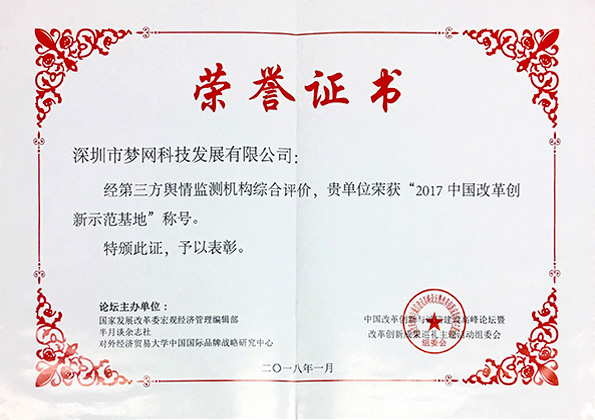 荣誉证书
深圳市梦网科技发展有限公司：
经第三方舆情监测机构综合评价，贵单位荣获“2017中国改革创
新示范基地”称号。
特颁此证，予以表彰。
论坛主办单位：
国家发展改革委宏观经济管理编辑部
半月谈杂志社
对外经济贸易大学中国国际品牌战略研究中心
中国改革创新与 建设高峰论坛暨
改革创新成果巡礼主题活动组委会
组委会
二〇一八年一月